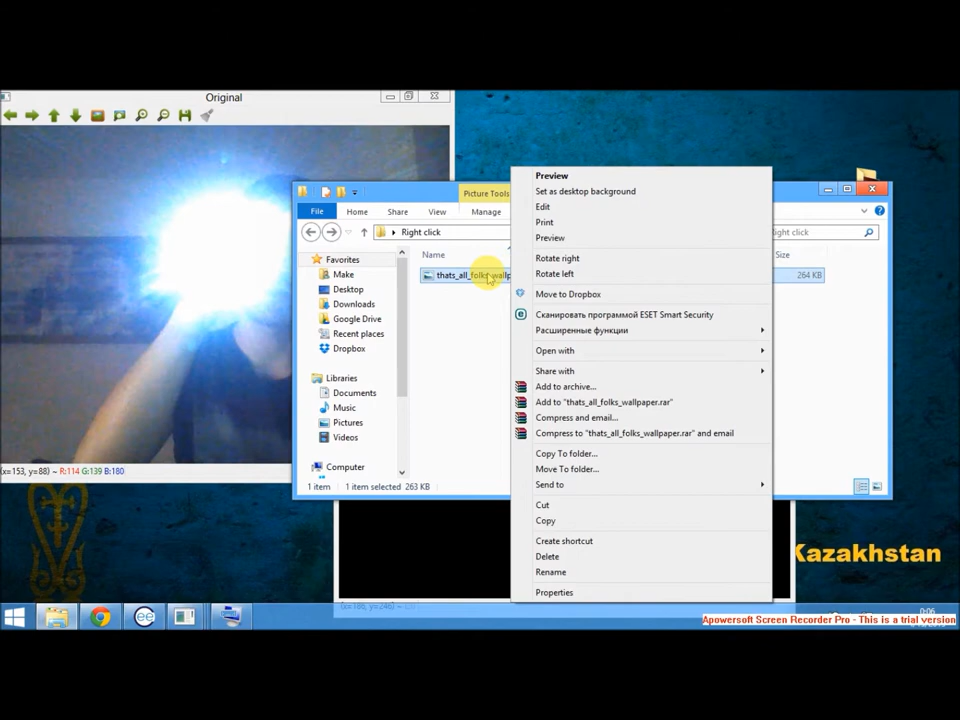 Original
(x=153, y=88) ~ R:114 G:139 B:180
Picture Tools
File
Home
Share
View
Manage
Right click
Right click
Name
Size
Favorites
Make
Desktop
Downloads
Google Drive
Recent places
Dropbox
Libraries
Documents
Music
Pictures
Videos
Computer
thats_all_folks_wallp
264 KB
1 item
1 item selected 263 KB
Preview
Set as desktop background
Edit
Print
Preview
Rotate right
Rotate left
Move to Dropbox
Сканировать программой ESET Smart Security
Расширенные функции
Open with
Share with
Add to archive...
Add to "thats_all_folks_wallpaper.rar"
Compress and email...
Compress to "thats_all_folks_wallpaper.rar" and email
Copy To folder...
Move To folder...
Send to
Cut
Copy
Create shortcut
Delete
Rename
Properties
Kazakhstan
0:06
Apowersoft Screen Recorder Pro - This is a trial version